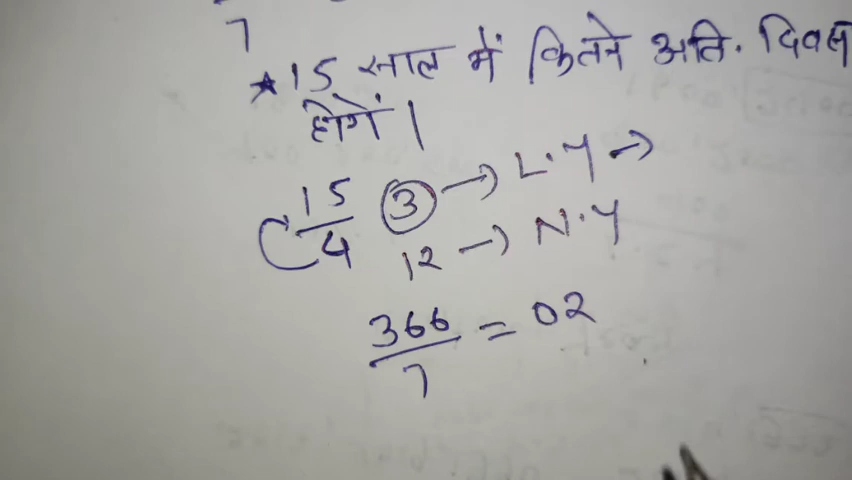 7
★ 15 साल में कितने अति. दिवस
होगें।
15/4 3 → L.Y →
12 → N.Y
366/7 = 02